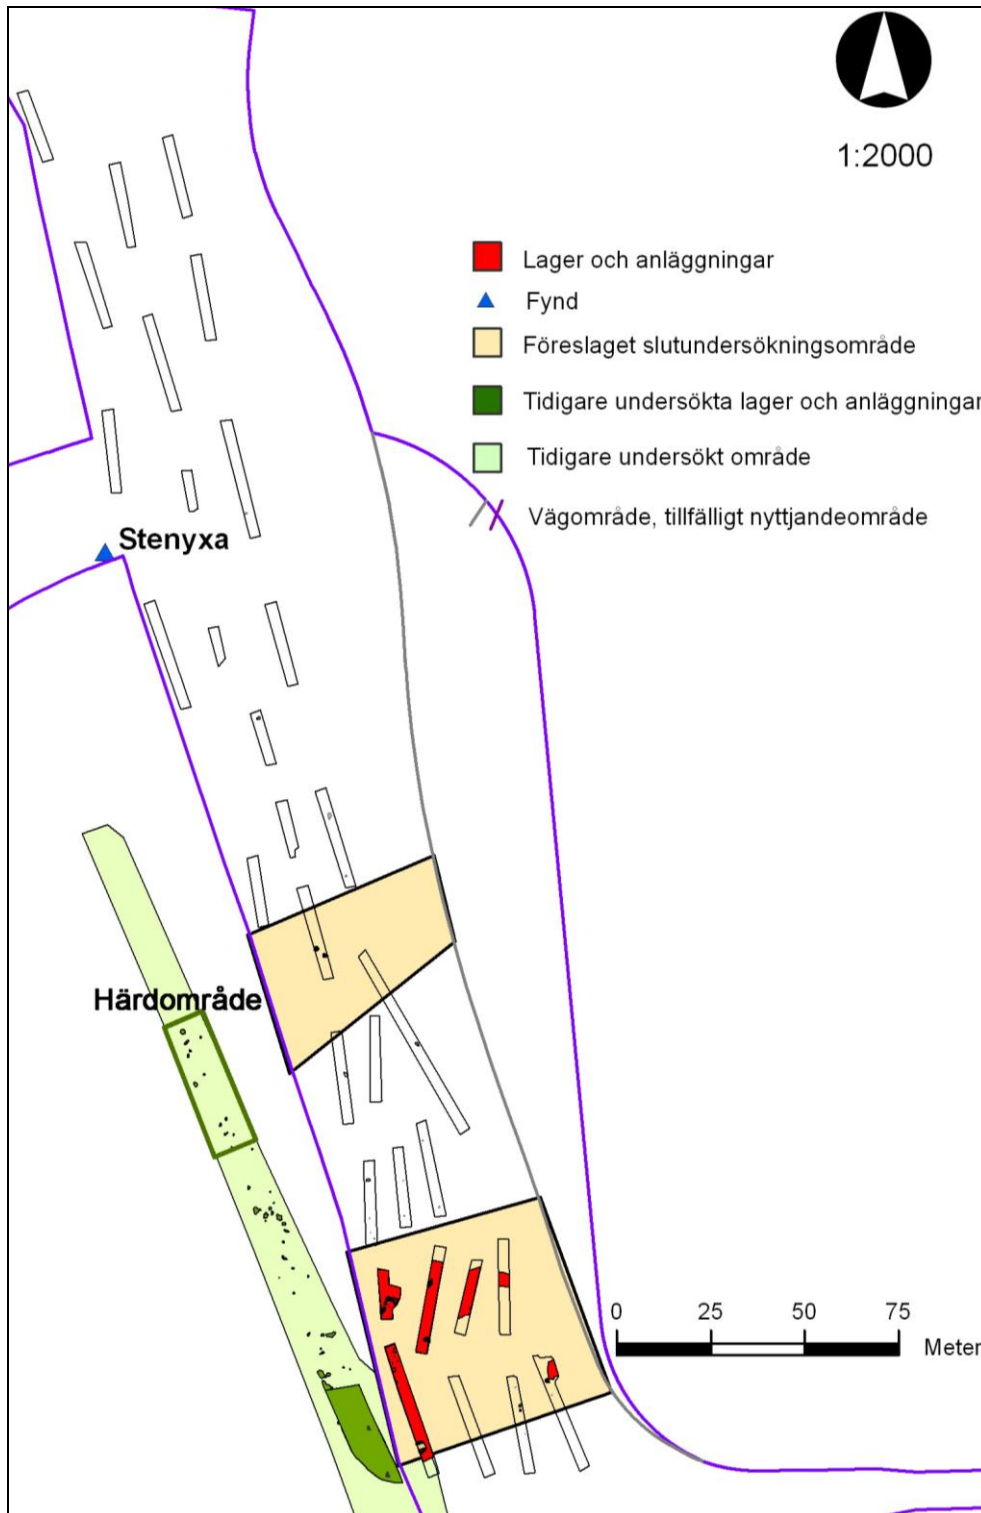 1:2000
Lager och anläggningar
Fynd
Föreslaget slutundersökningsområde
Tidigare undersökta lager och anläggningar
Tidigare undersökt område
Vägområde, tillfälligt nyttjandeområde
Stenyxa
Härdområde
0 25 50 75
Meter